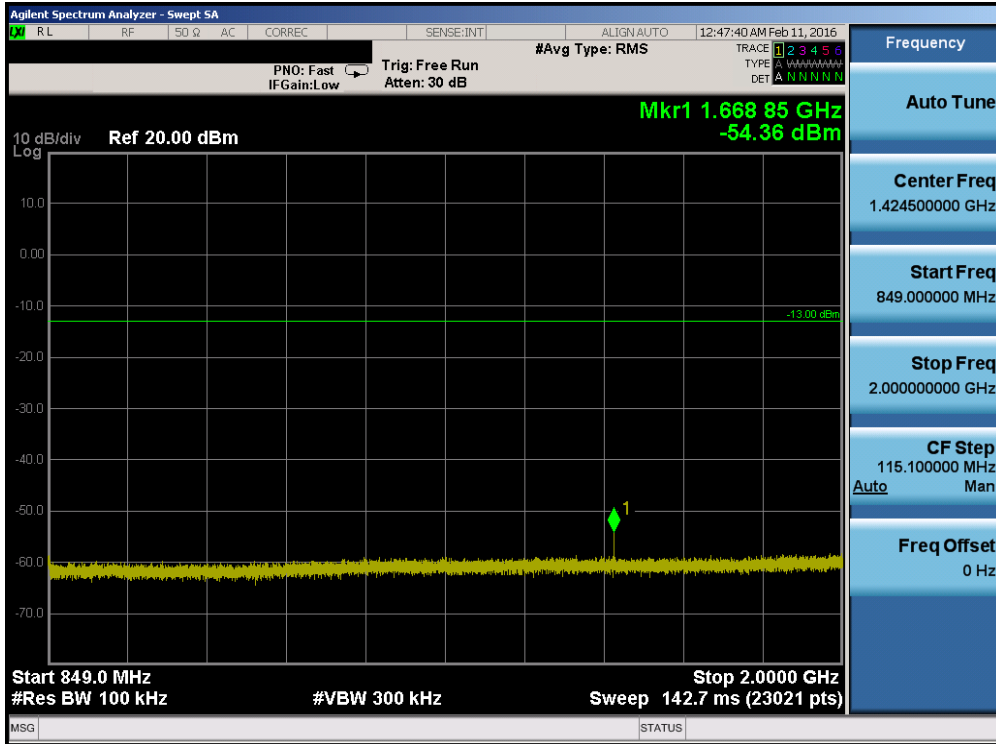 Agilent Spectrum Analyzer - Swept SA
LXI RL RF 50 Ω AC CORREC SENSE:INT ALIGN AUTO 12:47:40 AM Feb 11, 2016
#Avg Type: RMS
TRACE 1 2 3 4 5 6
PNO: Fast Trig: Free Run
TYPE A WWWWW
IFGain:Low Atten: 30 dB
DET A N N N N N
Mkr1 1.668 85 GHz
-54.36 dBm
10 dB/div Ref 20.00 dBm
Log
10.0
0.00
-10.0
-13.00 dBm
-20.0
-30.0
-40.0
-50.0
1
-60.0
-70.0
Start 849.0 MHz Stop 2.0000 GHz
#Res BW 100 kHz #VBW 300 kHz Sweep 142.7 ms (23021 pts)
MSG STATUS
Frequency
Auto Tune
Center Freq
1.424500000 GHz
Start Freq
849.000000 MHz
Stop Freq
2.000000000 GHz
CF Step
115.100000 MHz
Auto Man
Freq Offset
0 Hz